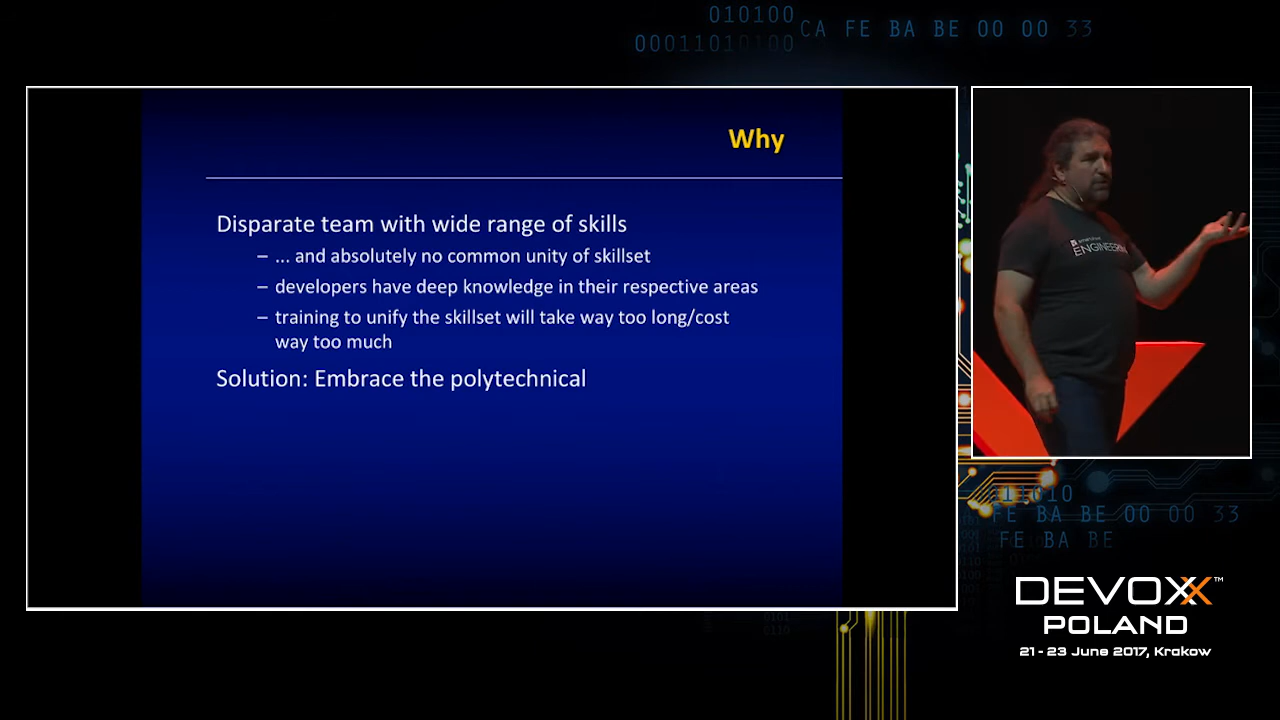 010100
00011010100
CA FE BA BE 00 00 33
Why
Disparate team with wide range of skills
– ... and absolutely no common unity of skillset
– developers have deep knowledge in their respective areas
– training to unify the skillset will take way too long/cost
way too much
Solution: Embrace the polytechnical
ENGINEERING
011010
FE BA BE 00 00 33
FE BA BE
0101
0110
DEVOXX™
POLAND
21 - 23 June 2017, Krakow